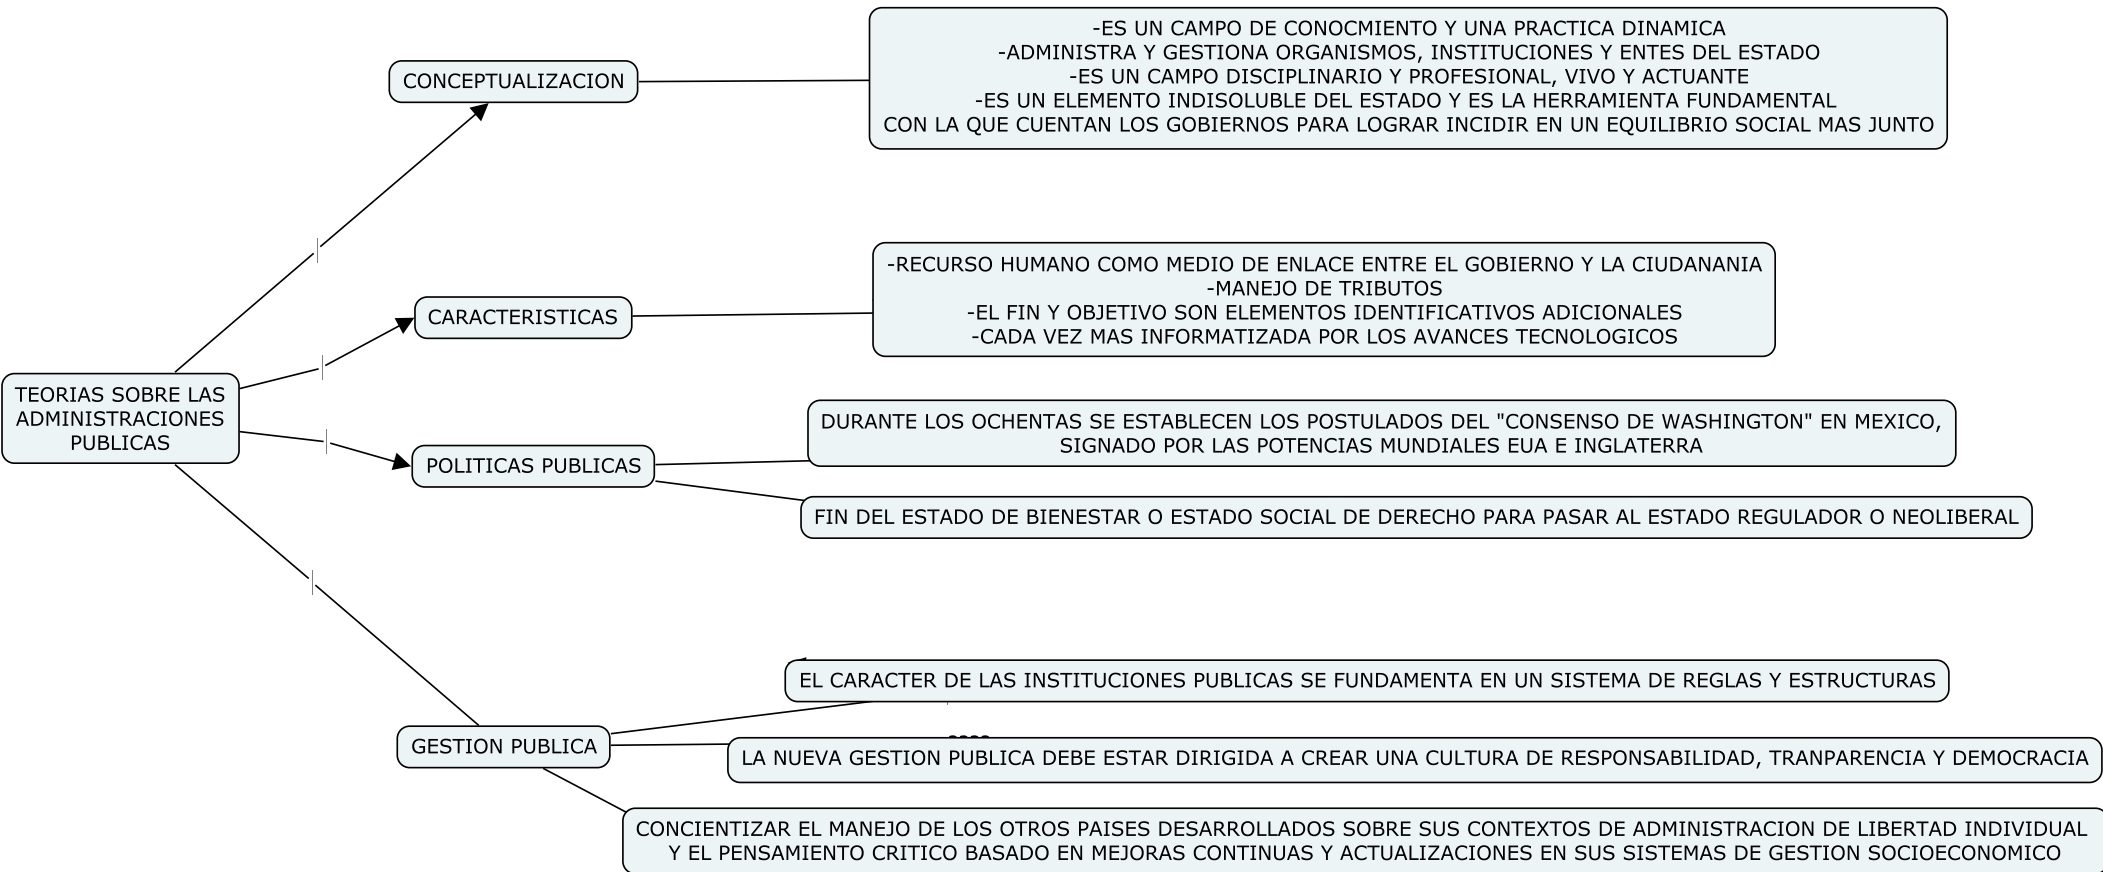 -ES UN CAMPO DE CONOCMIENTO Y UNA PRACTICA DINAMICA
-ADMINISTRA Y GESTIONA ORGANISMOS, INSTITUCIONES Y ENTES DEL ESTADO
-ES UN CAMPO DISCIPLINARIO Y PROFESIONAL, VIVO Y ACTUANTE
-ES UN ELEMENTO INDISOLUBLE DEL ESTADO Y ES LA HERRAMIENTA FUNDAMENTAL
CON LA QUE CUENTAN LOS GOBIERNOS PARA LOGRAR INCIDIR EN UN EQUILIBRIO SOCIAL MAS JUNTO
CONCEPTUALIZACION
-RECURSO HUMANO COMO MEDIO DE ENLACE ENTRE EL GOBIERNO Y LA CIUDANANIA
-MANEJO DE TRIBUTOS
-EL FIN Y OBJETIVO SON ELEMENTOS IDENTIFICATIVOS ADICIONALES
-CADA VEZ MAS INFORMATIZADA POR LOS AVANCES TECNOLOGICOS
CARACTERISTICAS
TEORIAS SOBRE LAS
ADMINISTRACIONES
PUBLICAS
DURANTE LOS OCHENTAS SE ESTABLECEN LOS POSTULADOS DEL "CONSENSO DE WASHINGTON" EN MEXICO,
SIGNADO POR LAS POTENCIAS MUNDIALES EUA E INGLATERRA
POLITICAS PUBLICAS
FIN DEL ESTADO DE BIENESTAR O ESTADO SOCIAL DE DERECHO PARA PASAR AL ESTADO REGULADOR O NEOLIBERAL
EL CARACTER DE LAS INSTITUCIONES PUBLICAS SE FUNDAMENTA EN UN SISTEMA DE REGLAS Y ESTRUCTURAS
GESTION PUBLICA
LA NUEVA GESTION PUBLICA DEBE ESTAR DIRIGIDA A CREAR UNA CULTURA DE RESPONSABILIDAD, TRANPARENCIA Y DEMOCRACIA
CONCIENTIZAR EL MANEJO DE LOS OTROS PAISES DESARROLLADOS SOBRE SUS CONTEXTOS DE ADMINISTRACION DE LIBERTAD INDIVIDUAL
Y EL PENSAMIENTO CRITICO BASADO EN MEJORAS CONTINUAS Y ACTUALIZACIONES EN SUS SISTEMAS DE GESTION SOCIOECONOMICO